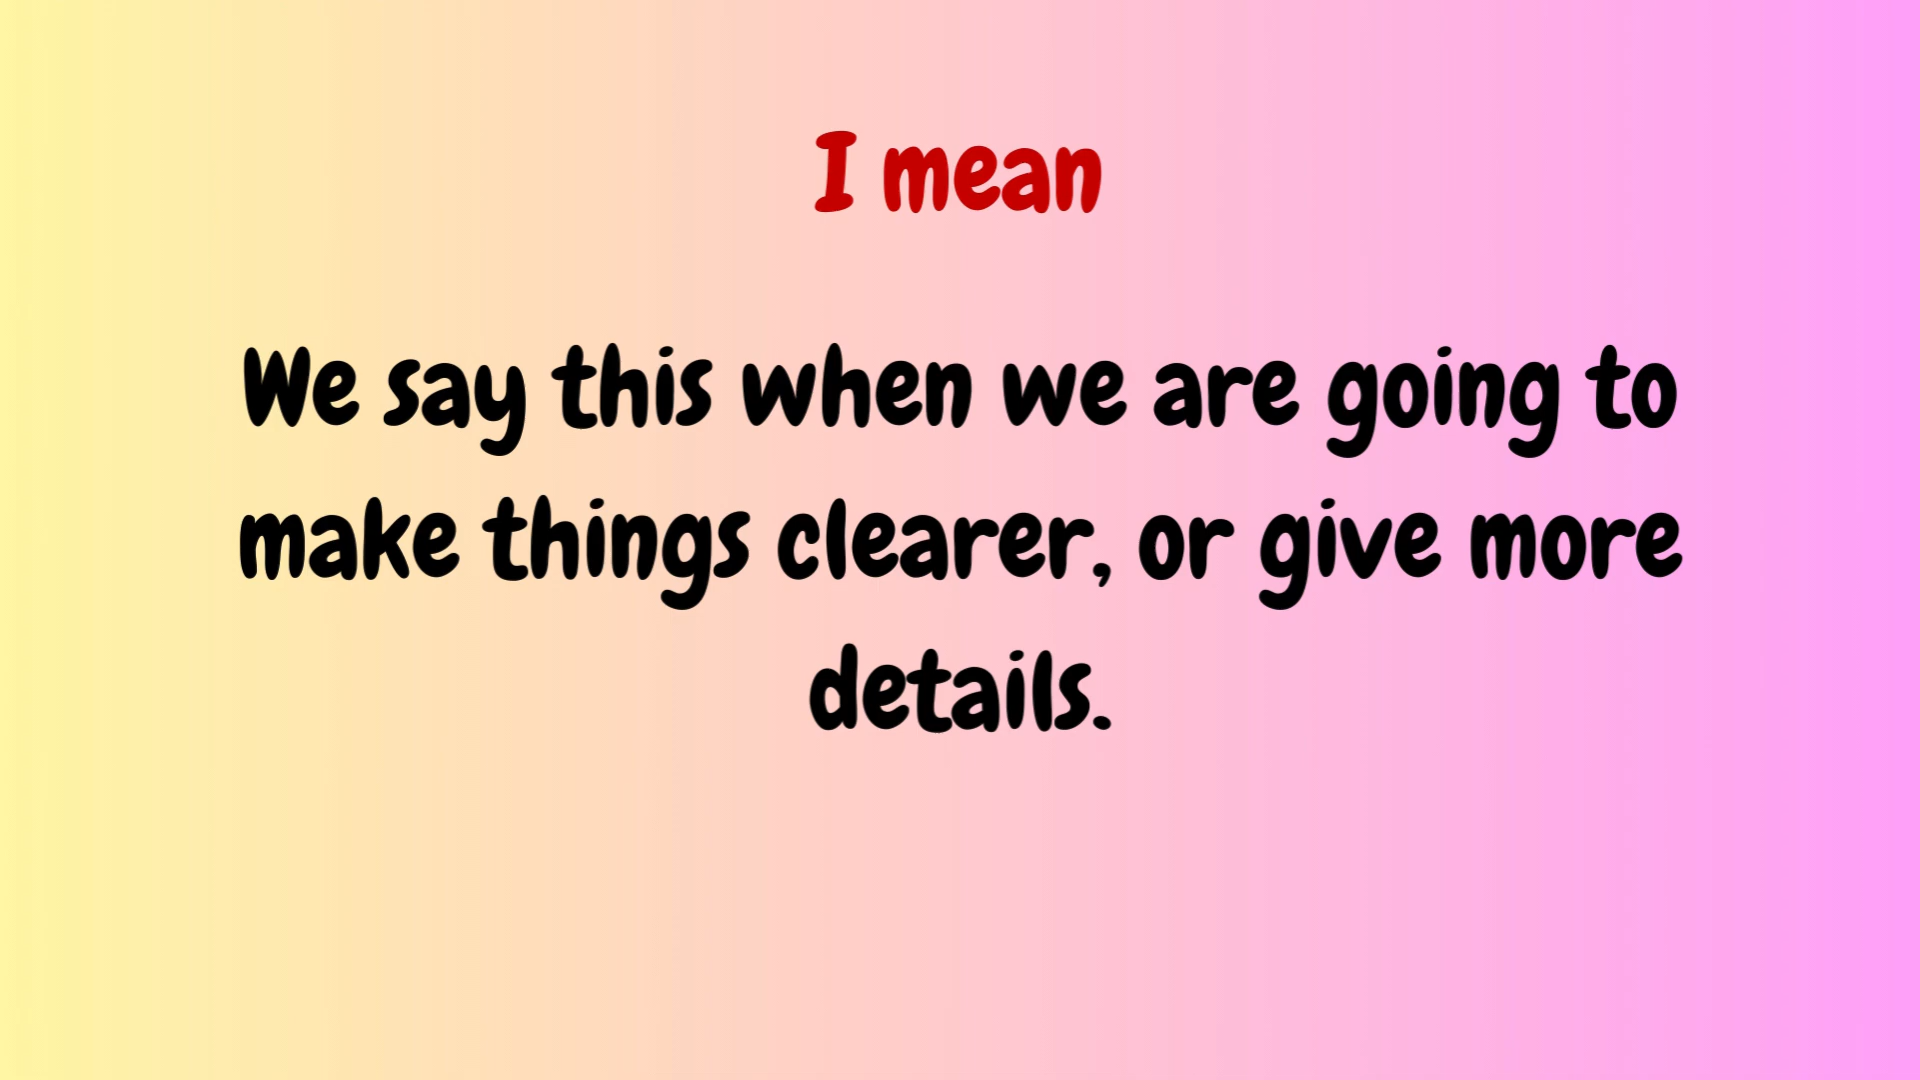 I mean
We say this when we are going to
make things clearer, or give more
details.